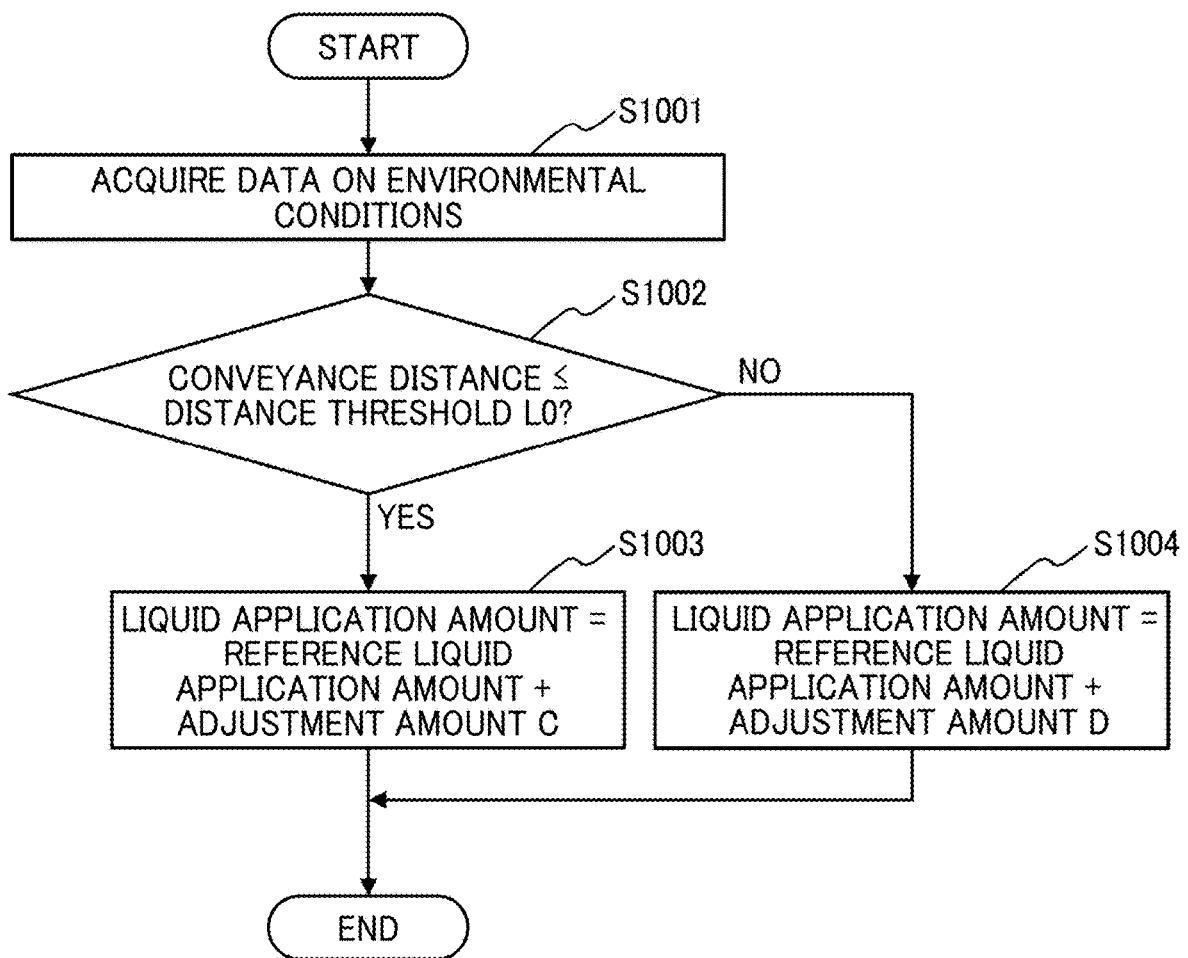 START
S1001
ACQUIRE DATA ON ENVIRONMENTAL
CONDITIONS
S1002
CONVEYANCE DISTANCE ≤
DISTANCE THRESHOLD L0?
NO
YES
S1003
LIQUID APPLICATION AMOUNT =
REFERENCE LIQUID
APPLICATION AMOUNT +
ADJUSTMENT AMOUNT C
S1004
LIQUID APPLICATION AMOUNT =
REFERENCE LIQUID
APPLICATION AMOUNT +
ADJUSTMENT AMOUNT D
END